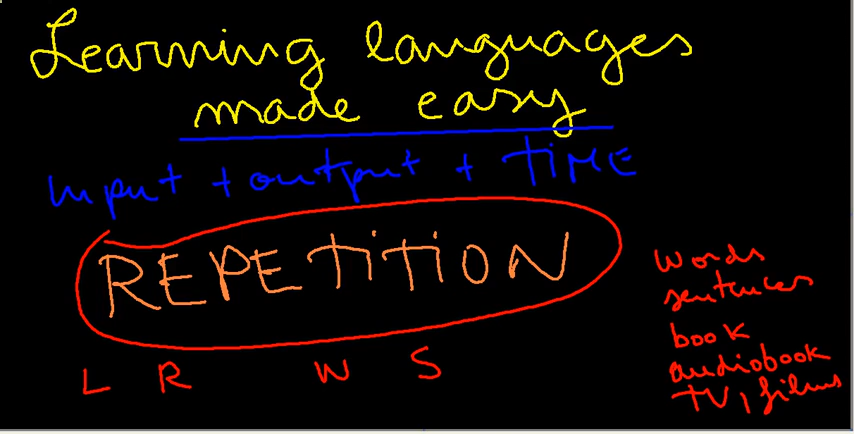 Learning languages
made easy
input + output + TIME
REPETITION
L R W S
words
sentences
book
audiobook
TV, films